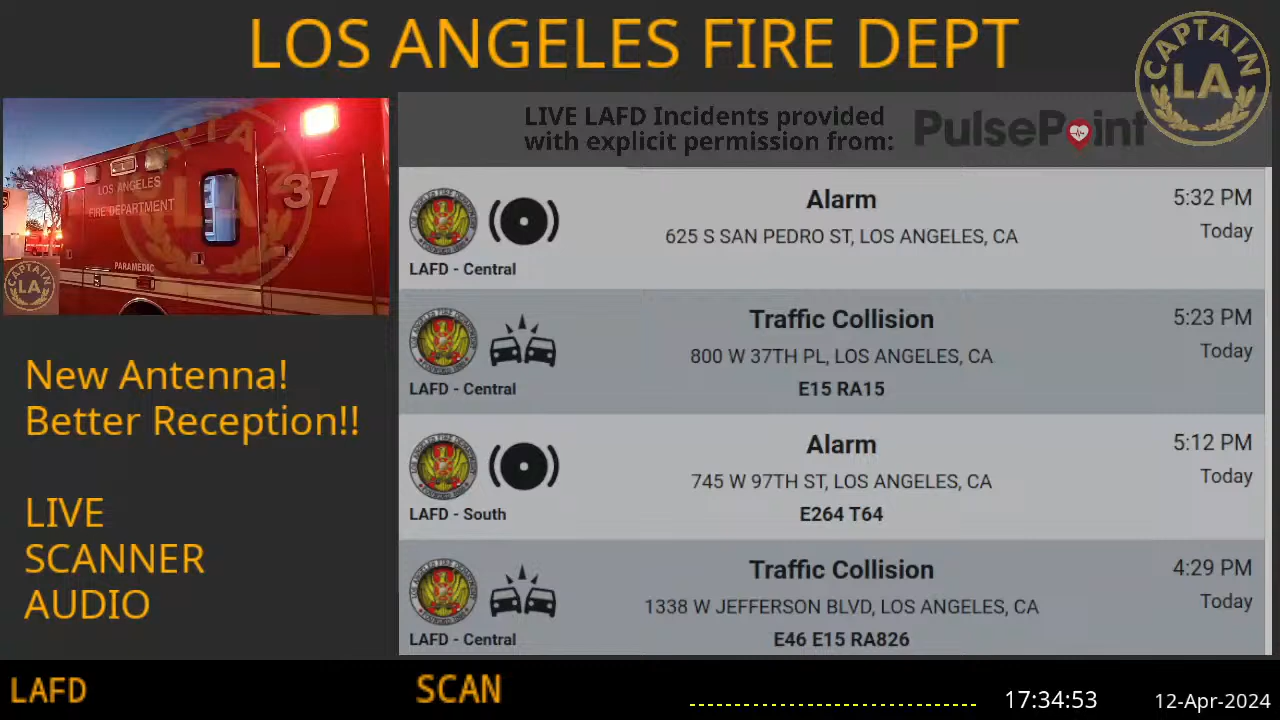 LOS ANGELES FIRE DEPT
CAPTAIN
LA
LIVE LAFD Incidents provided
with explicit permission from:
PulsePoint
LOS ANGELES
FIRE DEPARTMENT
37
PARAMEDIC
CAPTAIN
LA
Alarm
5:32 PM
625 S SAN PEDRO ST, LOS ANGELES, CA
Today
LAFD - Central
Traffic Collision
5:23 PM
800 W 37TH PL, LOS ANGELES, CA
Today
LAFD - Central
E15 RA15
Alarm
5:12 PM
745 W 97TH ST, LOS ANGELES, CA
Today
LAFD - South
E264 T64
Traffic Collision
4:29 PM
1338 W JEFFERSON BLVD, LOS ANGELES, CA
Today
LAFD - Central
E46 E15 RA826
New Antenna!
Better Reception!!
LIVE
SCANNER
AUDIO
LAFD
SCAN
17:34:53
12-Apr-2024